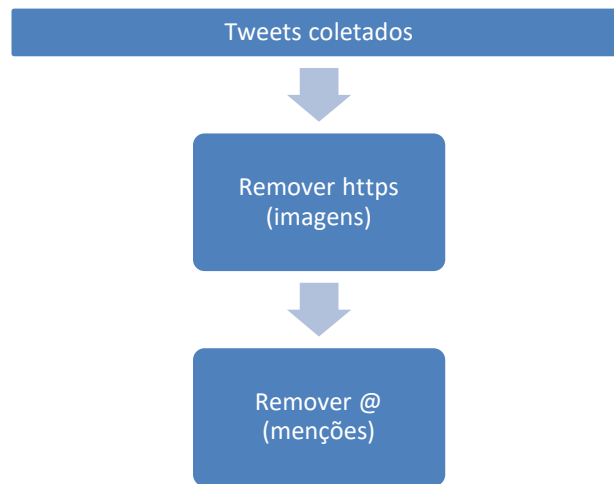 Tweets coletados
Remover https
(imagens)
Remover @
(menções)